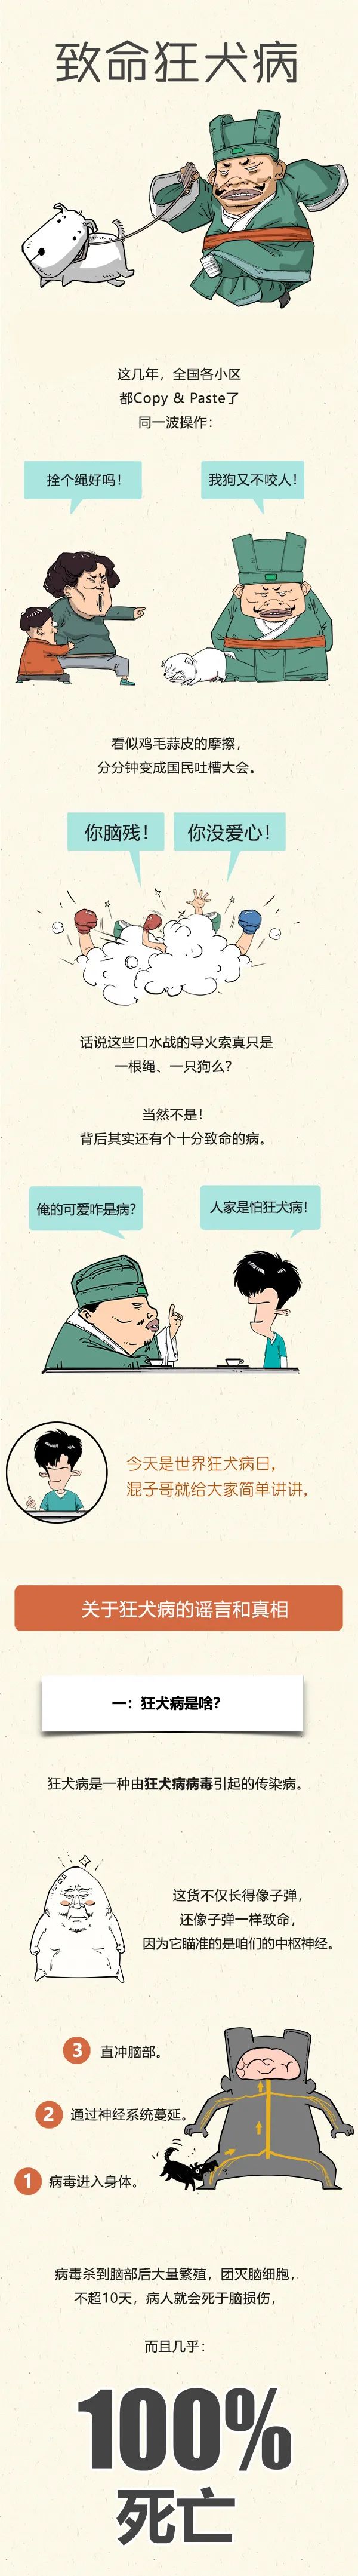 致命狂犬病
这几年，全国各小区
都Copy & Paste了
同一波操作：
拴个绳好吗！
我狗又不咬人！
看似鸡毛蒜皮的摩擦，
分分钟变成国民吐槽大会。
你脑残！
你没爱心！
话说这些口水战的导火索真只是
一根绳、一只狗么？
当然不是！
背后其实还有个十分致命的病。
俺的可爱咋是病？
人家是怕狂犬病！
今天是世界狂犬病日，
混子哥就给大家简单讲讲，
关于狂犬病的谣言和真相
一：狂犬病是啥？
狂犬病是一种由狂犬病病毒引起的传染病。
这货不仅长得像子弹，
还像子弹一样致命，
因为它瞄准的是咱们的中枢神经。
3 直冲脑部。
2 通过神经系统蔓延。
1 病毒进入身体。
病毒杀到脑部后大量繁殖，团灭脑细胞，
不超10天，病人就会死于脑损伤，
而且几乎：
100%
死亡